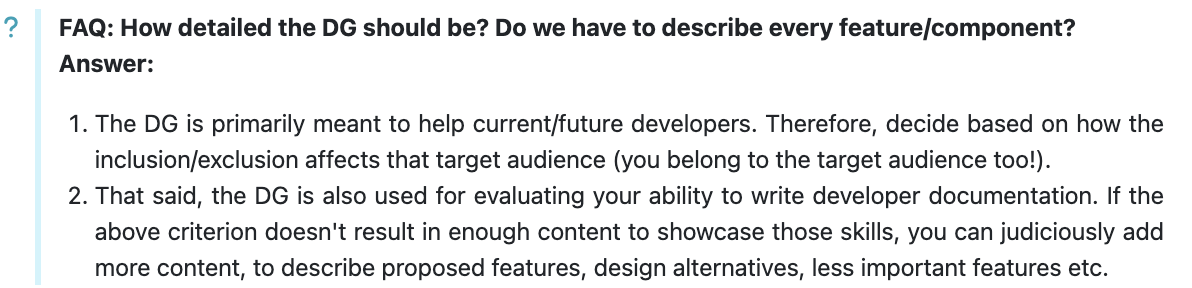 ?
FAQ: How detailed the DG should be? Do we have to describe every feature/component?
Answer:
1. The DG is primarily meant to help current/future developers. Therefore, decide based on how the
inclusion/exclusion affects that target audience (you belong to the target audience too!).
2. That said, the DG is also used for evaluating your ability to write developer documentation. If the
above criterion doesn't result in enough content to showcase those skills, you can judiciously add
more content, to describe proposed features, design alternatives, less important features etc.